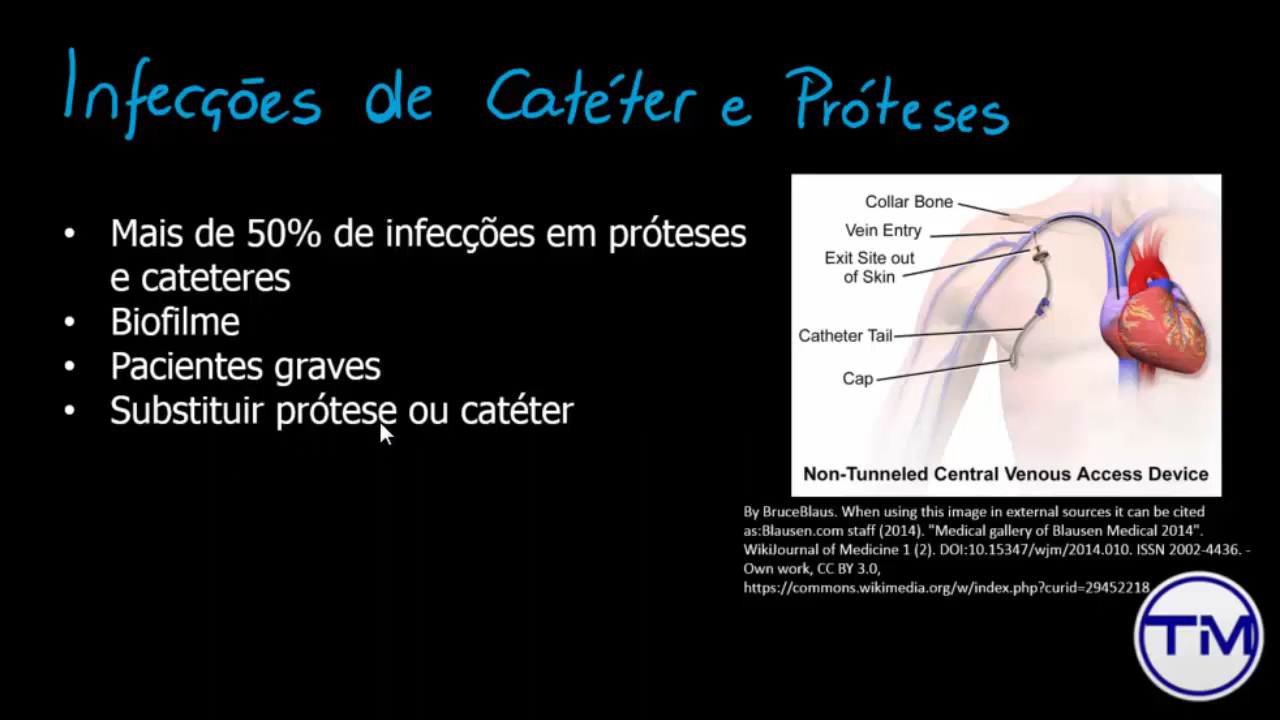 Infecções de Catéter e Próteses
• Mais de 50% de infecções em próteses
e cateteres
• Biofilme
• Pacientes graves
• Substituir prótese ou catéter
Collar Bone
Vein Entry
Exit Site out
of Skin
Catheter Tail
Cap
Non-Tunneled Central Venous Access Device
By BruceBlaus. When using this image in external sources it can be cited
as:Blausen.com staff (2014). "Medical gallery of Blausen Medical 2014".
WikiJournal of Medicine 1 (2). DOI:10.15347/wjm/2014.010. ISSN 2002-4436. -
Own work, CC BY 3.0,
https://commons.wikimedia.org/w/index.php?curid=29452218
TiM